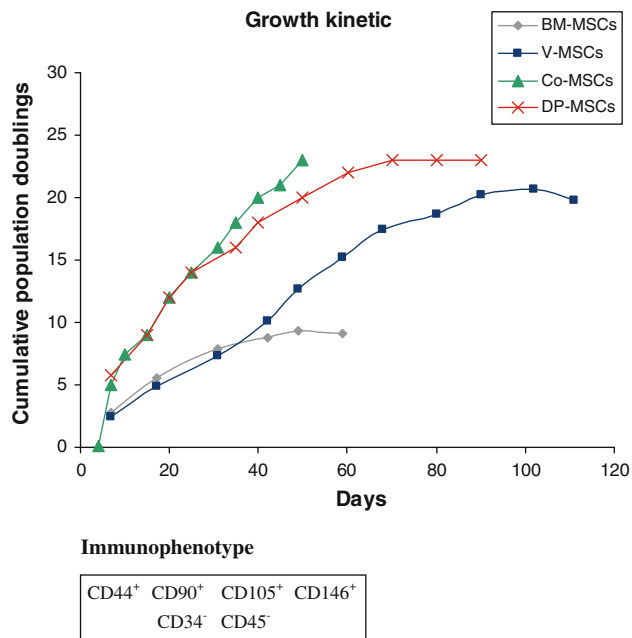 Growth kinetic
BM-MSCs
V-MSCs
Co-MSCs
DP-MSCs
Cumulative population doublings
30
25
20
15
10
5
0
0 20 40 60 80 100 120
Days
Immunophenotype
CD44⁺ CD90⁺ CD105⁺ CD146⁺
CD34⁻ CD45⁻